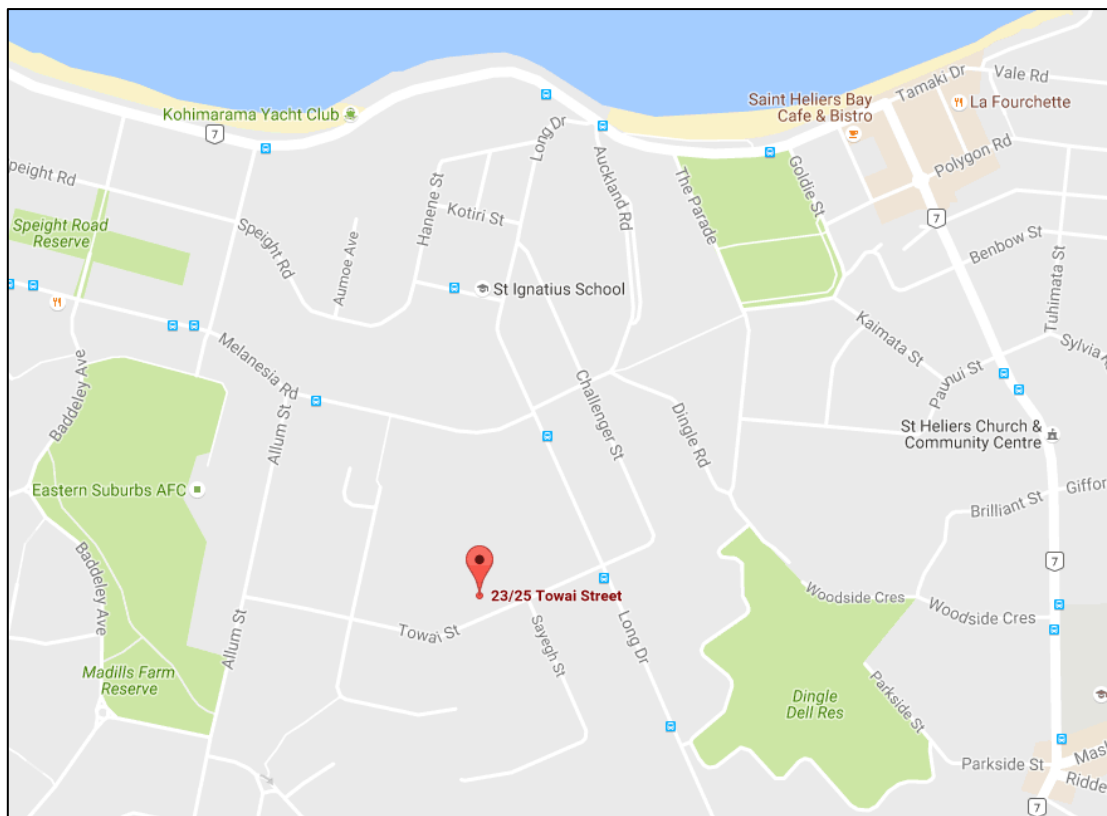 Tamaki Dr
Vale Rd
Saint Heliers Bay
Cafe & Bistro
La Fourchette
Kohimarama Yacht Club
7
Long Dr
Auckland Rd
Polygon Rd
Goldie St
The Parade
Speight Rd
Hanene St
Kotiri St
7
Speight Road
Reserve
Speight Rd
Aumoe Ave
Benbow St
Tuhimata St
St Ignatius School
Kaimata St
Melanesia Rd
Paunui St
Sylvia
Baddeley Ave
Challenger St
Allum St
Dingle Rd
St Heliers Church &
Community Centre
Eastern Suburbs AFC
Brilliant St
Giffor
Baddeley Ave
7
23/25 Towai Street
Woodside Cres
Woodside Cres
Towai St
Sayegh St
Long Dr
Allum St
Madills Farm
Reserve
Dingle
Dell Res
Parkside St
Parkside St
Mas
Ridde
7